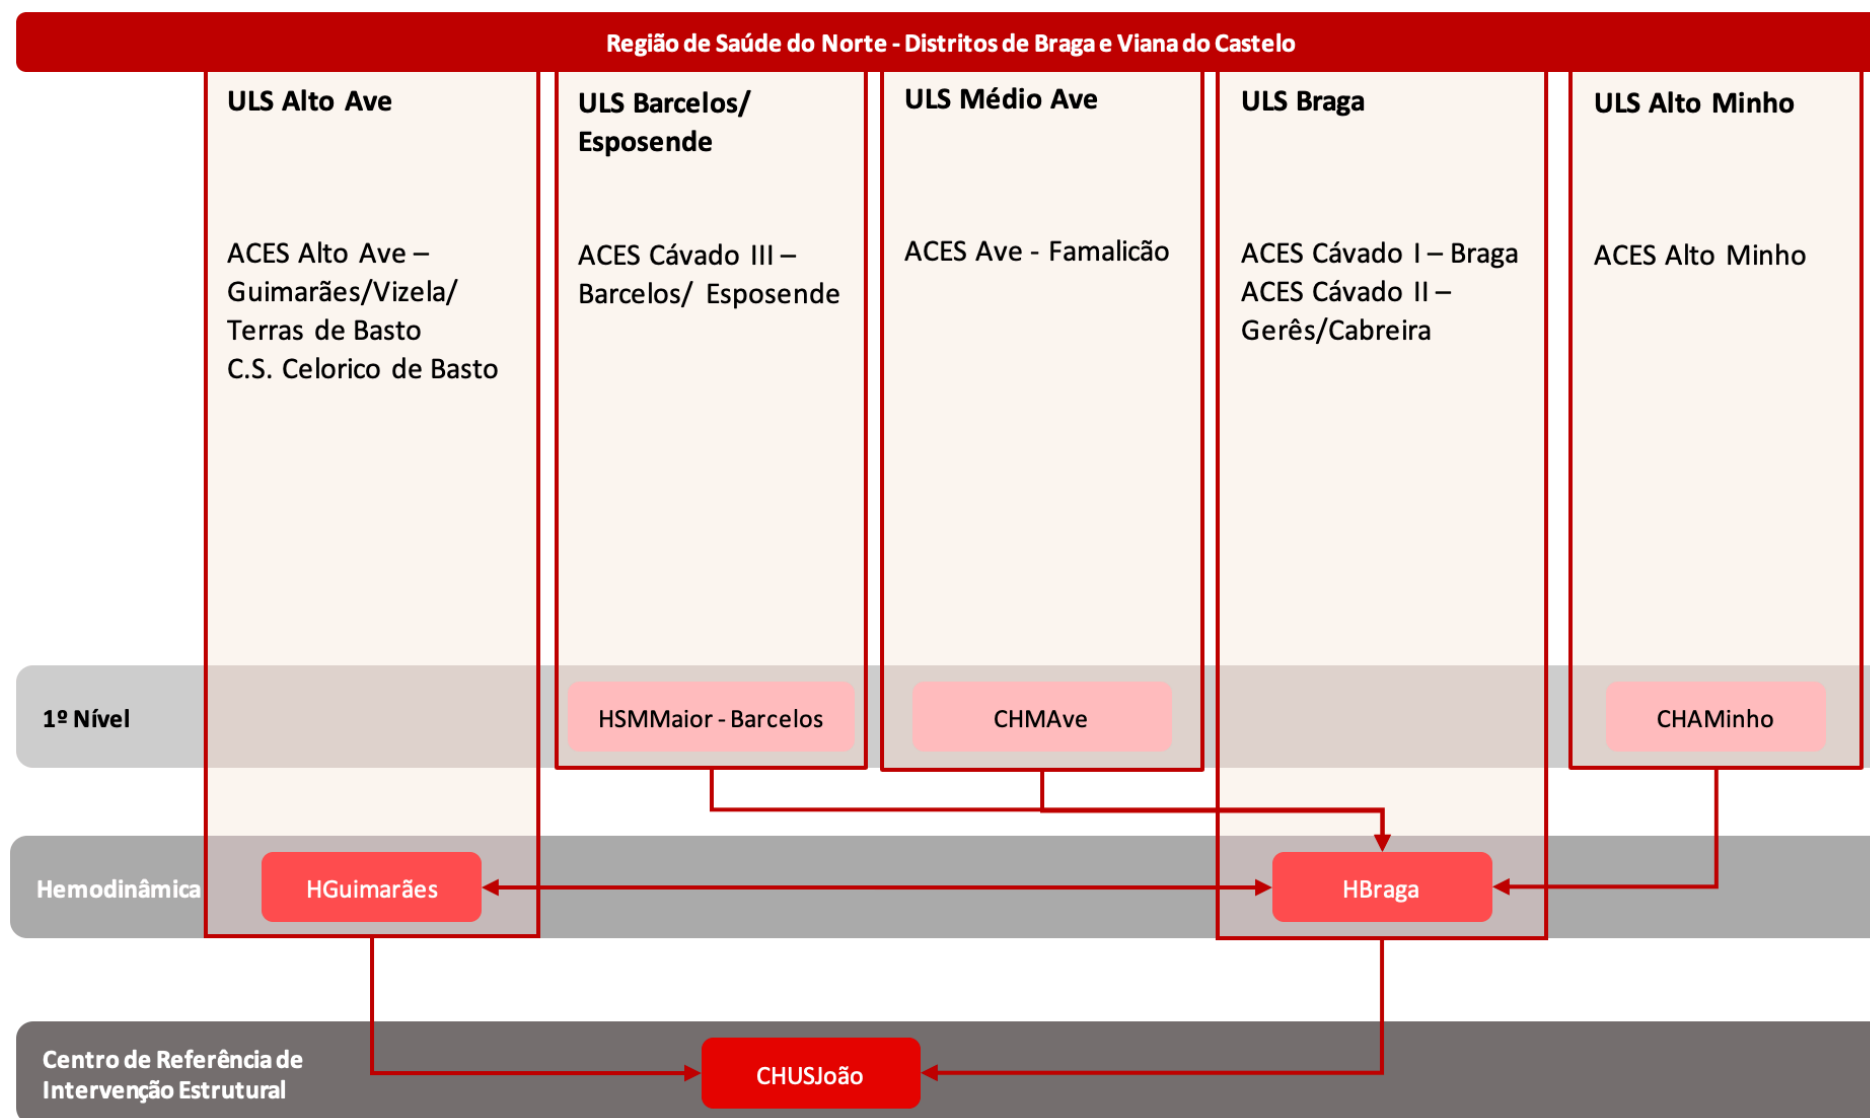 Região de Saúde do Norte - Distritos de Braga e Viana do Castelo
ULS Alto Ave
ACES Alto Ave –
Guimarães/Vizela/
Terras de Basto
C.S. Celorico de Basto
ULS Barcelos/
Esposende
ACES Cávado III –
Barcelos/ Esposende
ULS Médio Ave
ACES Ave - Famalicão
ULS Braga
ACES Cávado I – Braga
ACES Cávado II –
Gerês/Cabreira
ULS Alto Minho
ACES Alto Minho
1º Nível
HSMMaior - Barcelos
CHMAve
CHAMinho
Hemodinâmica
HGuimarães
HBraga
Centro de Referência de
Intervenção Estrutural
CHUSJoão